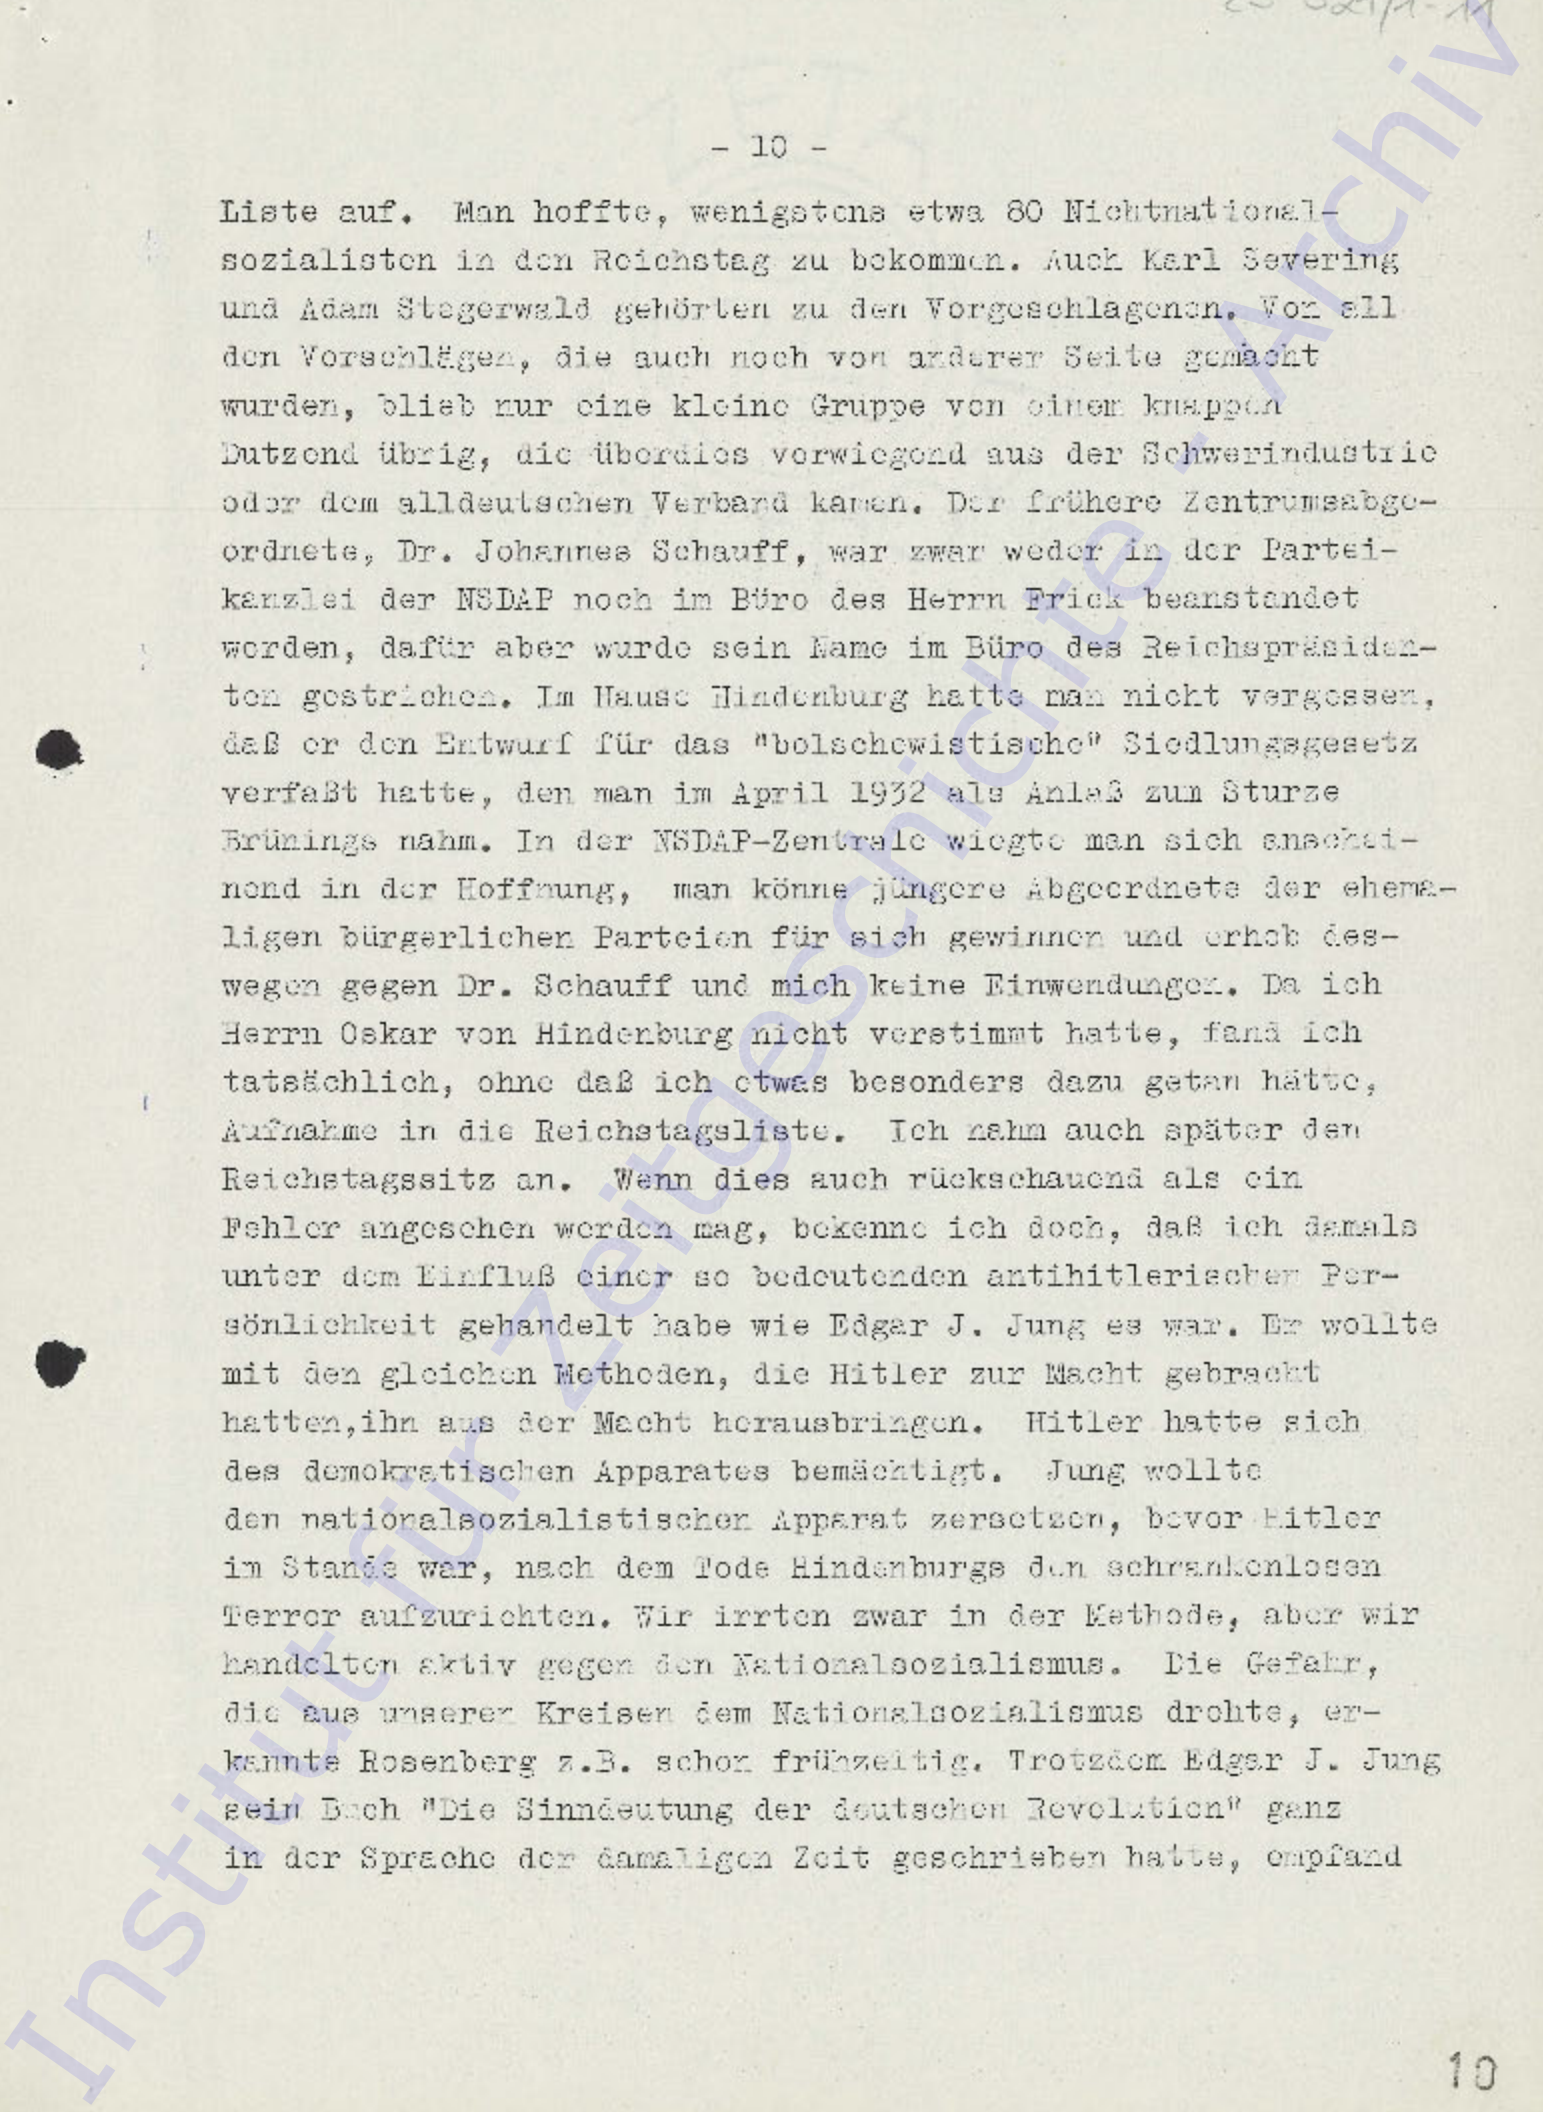 - 10 -
Liste auf. Man hoffte, wenigstens etwa 80 Nichtnational-
sozialisten in den Reichstag zu bekommen. Auch Karl Severing
und Adam Stegerwald gehörten zu den Vorgeschlagenen. Von all
den Vorschlägen, die auch noch von anderer Seite gemacht
wurden, blieb nur eine kleine Gruppe von einem knappen
Dutzend übrig, die überdies vorwiegend aus der Schwerindustrie
oder dem alldeutschen Verband kamen. Der frühere Zentrumsabge-
ordnete, Dr. Johannes Schauff, war zwar weder in der Partei-
kanzlei der NSDAP noch im Büro des Herrn Frick beanstandet
worden, dafür aber wurde sein Name im Büro des Reichspräsiden-
ten gestrichen. Im Hause Hindenburg hatte man nicht vergessen,
daß er den Entwurf für das "bolschewistische" Siedlungsgesetz
verfaßt hatte, den man im April 1932 als Anlaß zum Sturze
Brünings nahm. In der NSDAP-Zentrale wiegte man sich anschei-
nend in der Hoffnung, man könne jüngere Abgeordnete der ehema-
ligen bürgerlichen Parteien für sich gewinnen und erhob des-
wegen gegen Dr. Schauff und mich keine Einwendungen. Da ich
Herrn Oskar von Hindenburg nicht verstimmt hatte, fand ich
tatsächlich, ohne daß ich etwas besonders dazu getan hätte,
Aufnahme in die Reichstagsliste. Ich nahm auch später den
Reichstagssitz an. Wenn dies auch rückschauend als ein
Fehler angesehen werden mag, bekenne ich doch, daß ich damals
unter dem Einfluß einer so bedeutenden antihitlerischen Per-
sönlichkeit gehandelt habe wie Edgar J. Jung es war. Er wollte
mit den gleichen Methoden, die Hitler zur Macht gebracht
hatten,ihn aus der Macht herausbringen. Hitler hatte sich
des demokratischen Apparates bemächtigt. Jung wollte
den nationalsozialistischen Apparat zersetzen, bevor Hitler
im Stande war, nach dem Tode Hindenburgs den schrankenlosen
Terror aufzurichten. Wir irrten zwar in der Methode, aber wir
handelten aktiv gegen den Nationalsozialismus. Die Gefahr,
die aus unseren Kreisen dem Nationalsozialismus drohte, er-
kannte Rosenberg z.B. schon frühzeitig. Trotzdem Edgar J. Jung
sein Buch "Die Sinndeutung der deutschen Revolution" ganz
in der Sprache der damaligen Zeit geschrieben hatte, empfand
10
Institut für Zeitgeschichte - Archiv